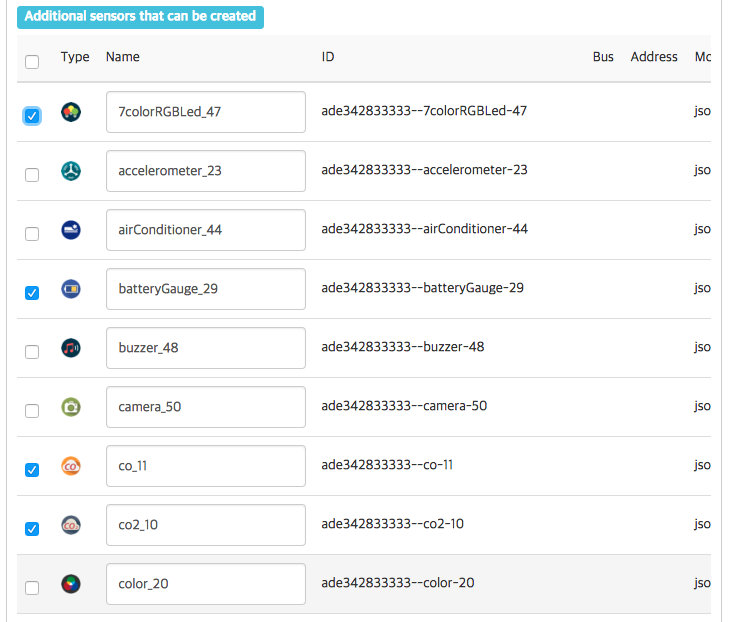 Additional sensors that can be created
Type Name ID Bus Address Mo
7colorRGBLed_47 ade342833333--7colorRGBLed-47 jso
accelerometer_23 ade342833333--accelerometer-23 jso
airConditioner_44 ade342833333--airConditioner-44 jso
batteryGauge_29 ade342833333--batteryGauge-29 jso
buzzer_48 ade342833333--buzzer-48 jso
camera_50 ade342833333--camera-50 jso
co_11 ade342833333--co-11 jso
co2_10 ade342833333--co2-10 jso
color_20 ade342833333--color-20 jso